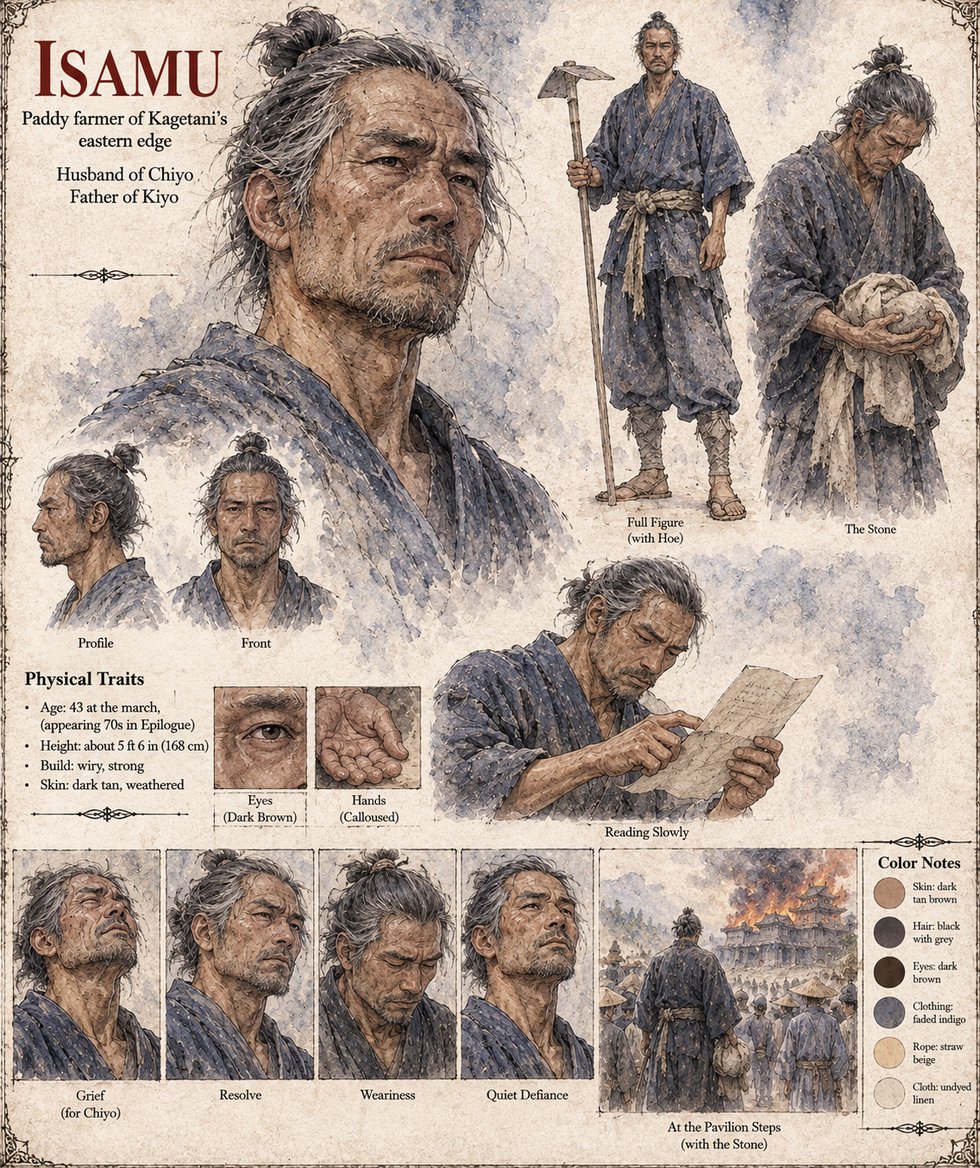 ISAMU
Paddy farmer of Kagetani's
eastern edge
Husband of Chiyo
Father of Kiyo
Full Figure
(with Hoe)
The Stone
Profile
Front
Physical Traits
• Age: 43 at the march,
(appearing 70s in Epilogue)
• Height: about 5 ft 6 in (168 cm)
• Build: wiry, strong
• Skin: dark tan, weathered
Eyes
(Dark Brown)
Hands
(Calloused)
Reading Slowly
Grief
(for Chiyo)
Resolve
Weariness
Quiet Defiance
At the Pavilion Steps
(with the Stone)
Color Notes
Skin: dark
tan brown
Hair: black
with grey
Eyes: dark
brown
Clothing:
faded indigo
Rope: straw
beige
Cloth: undyed
linen